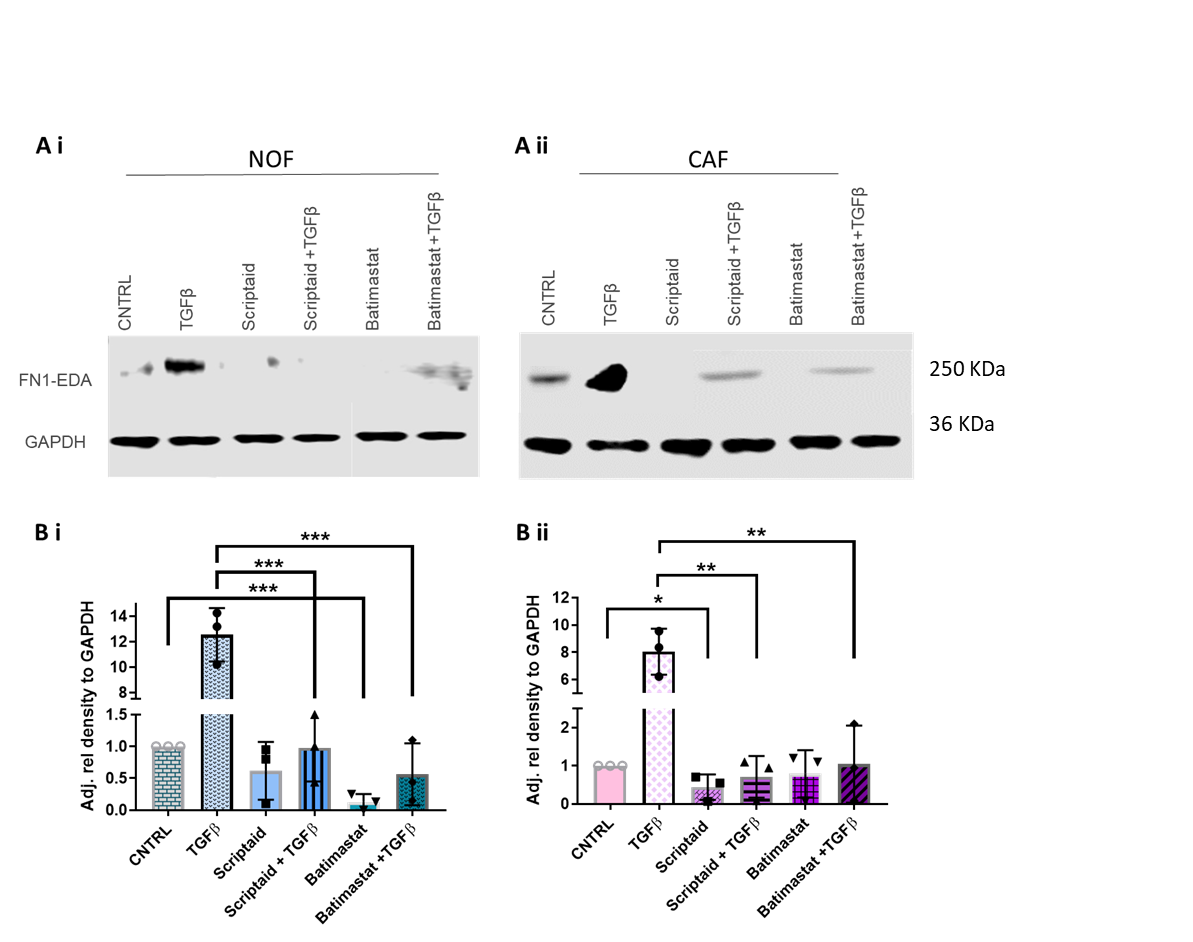 A i
A ii
NOF
CAF
CNTRL
TGFβ
Scriptaid
Scriptaid +TGFβ
Batimastat
Batimastat +TGFβ
CNTRL
TGFβ
Scriptaid
Scriptaid +TGFβ
Batimastat
Batimastat +TGFβ
FN1-EDA
250 KDa
GAPDH
36 KDa
B i
***
***
***
Adj. rel density to GAPDH
14
12
10
8
1.5
1.0
0.5
0.0
CNTRL
TGFβ
Scriptaid
Scriptaid + TGFβ
Batimastat
Batimastat +TGFβ
B ii
**
**
*
Adj. rel density to GAPDH
12
10
8
6
2
1
0
CNTRL
TGFβ
Scriptaid
Scriptaid + TGFβ
Batimastat
Batimastat +TGFβ